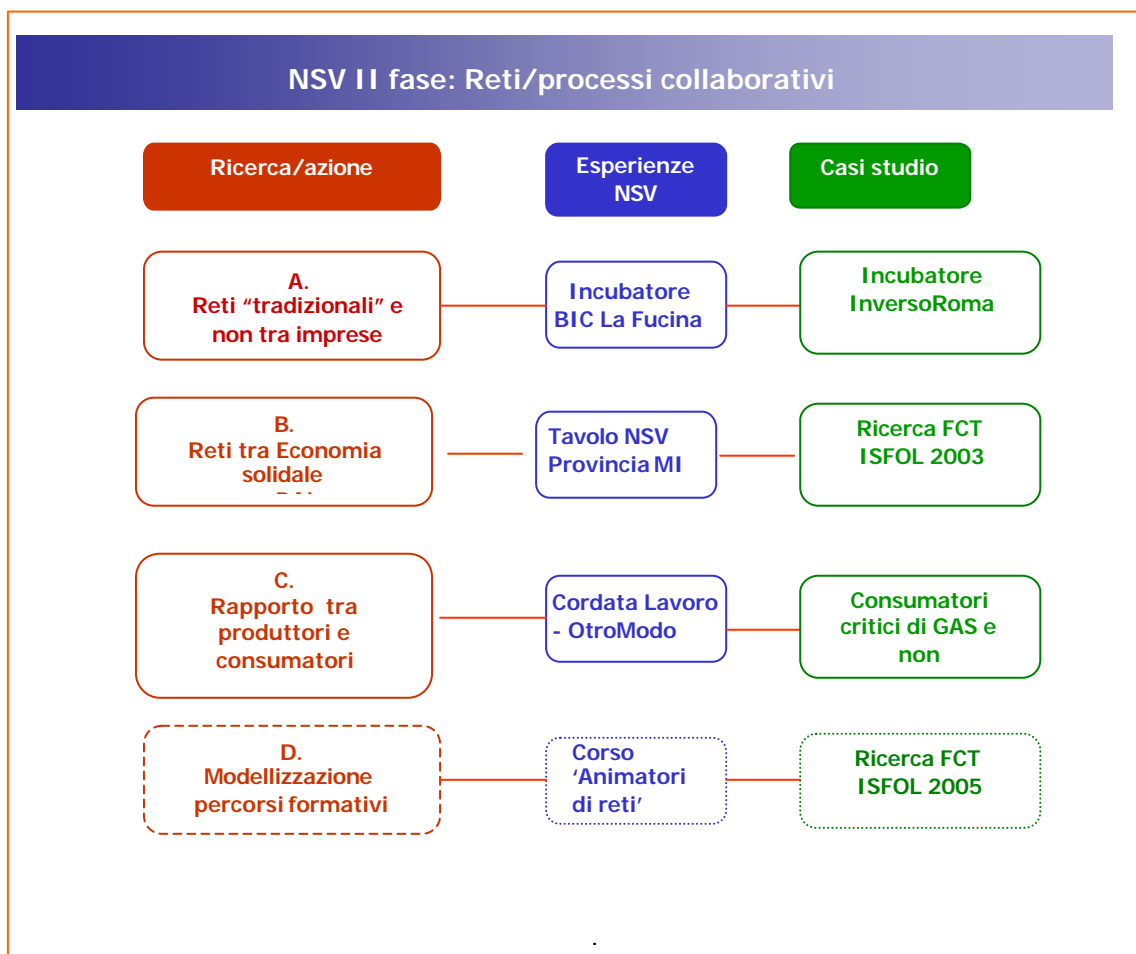 NSV II fase: Reti/processi collaborativi
Ricerca/azione
Esperienze
NSV
Casi studio
A.
Reti “tradizionali” e
non tra imprese
Incubatore
BIC La Fucina
Incubatore
InversoRoma
B.
Reti tra Economia
solidale
Tavolo NSV
Provincia MI
Ricerca FCT
ISFOL 2003
C.
Rapporto tra
produttori e
consumatori
Cordata Lavoro
- OtroModo
Consumatori
critici di GAS e
non
D.
Modellizzazione
percorsi formativi
Corso
‘Animatori
di reti’
Ricerca FCT
ISFOL 2005
.